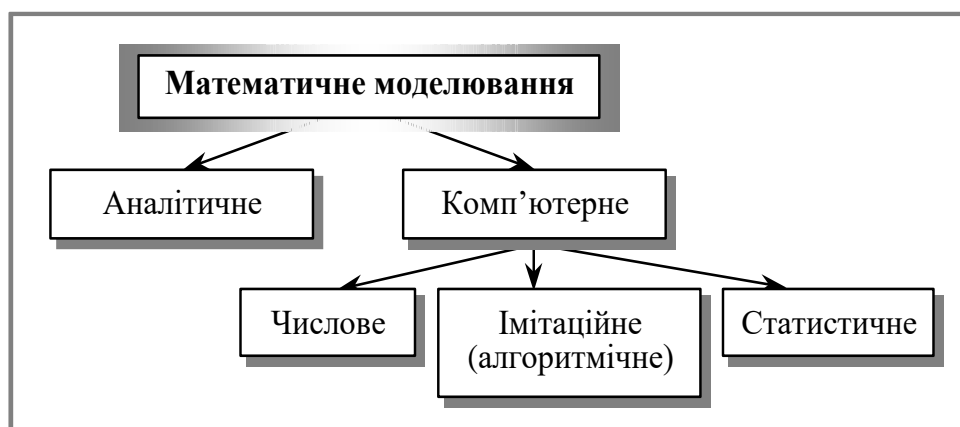 Математичне моделювання
Аналітичне
Комп’ютерне
Числове
Імітаційне
(алгоритмічне)
Статистичне